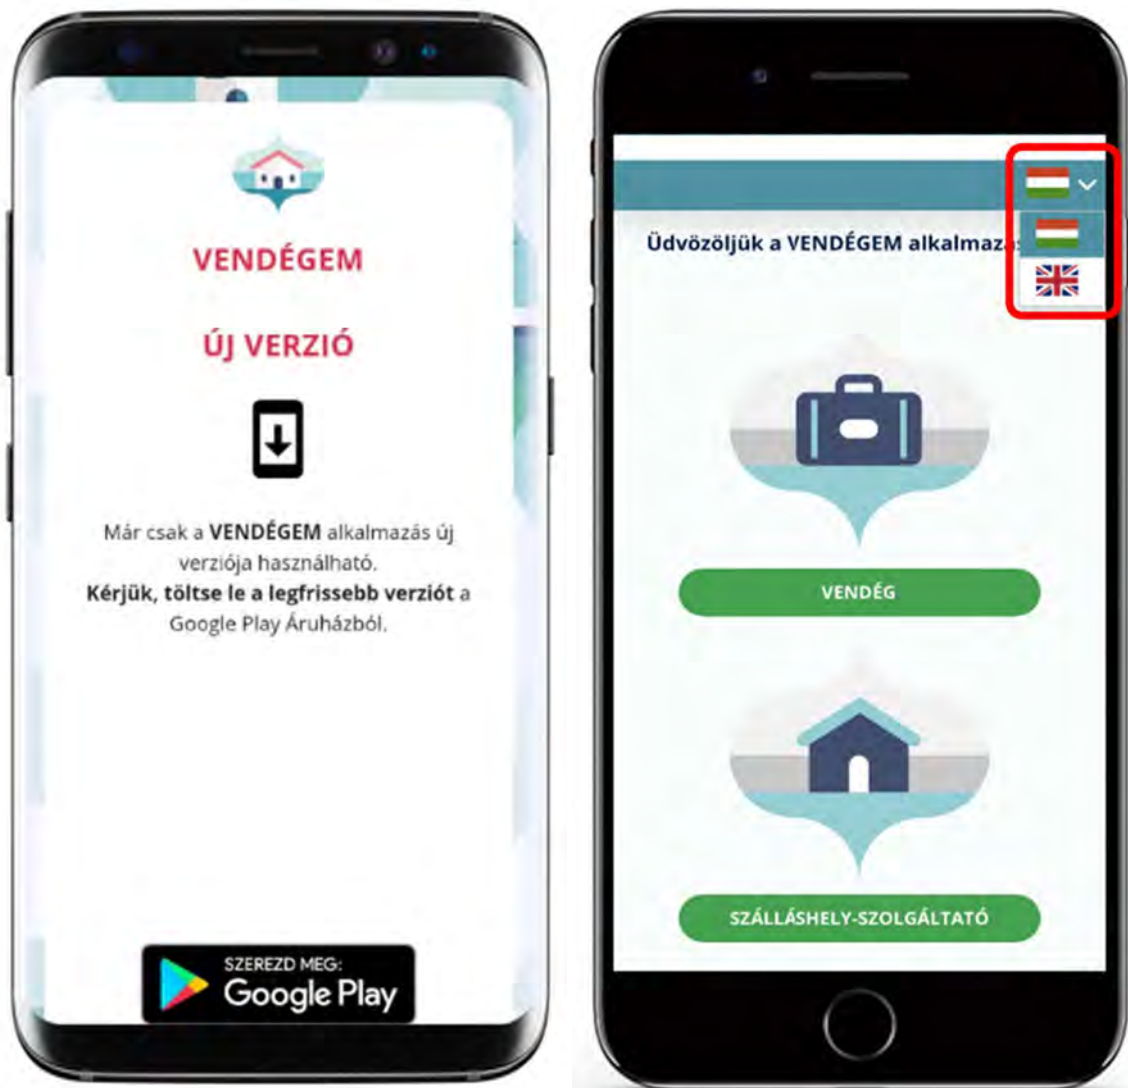 VENDÉGEM
ÚJ VERZIÓ
Már csak a VENDÉGEM alkalmazás új
verziója használható.
Kérjük, töltse le a legfrissebb verziót a
Google Play Áruházból.
SZEREZD MEG:
Google Play
Üdvözöljük a VENDÉGEM alkalmazás
VENDÉG
SZÁLLÁSHELY-SZOLGÁLTATÓ